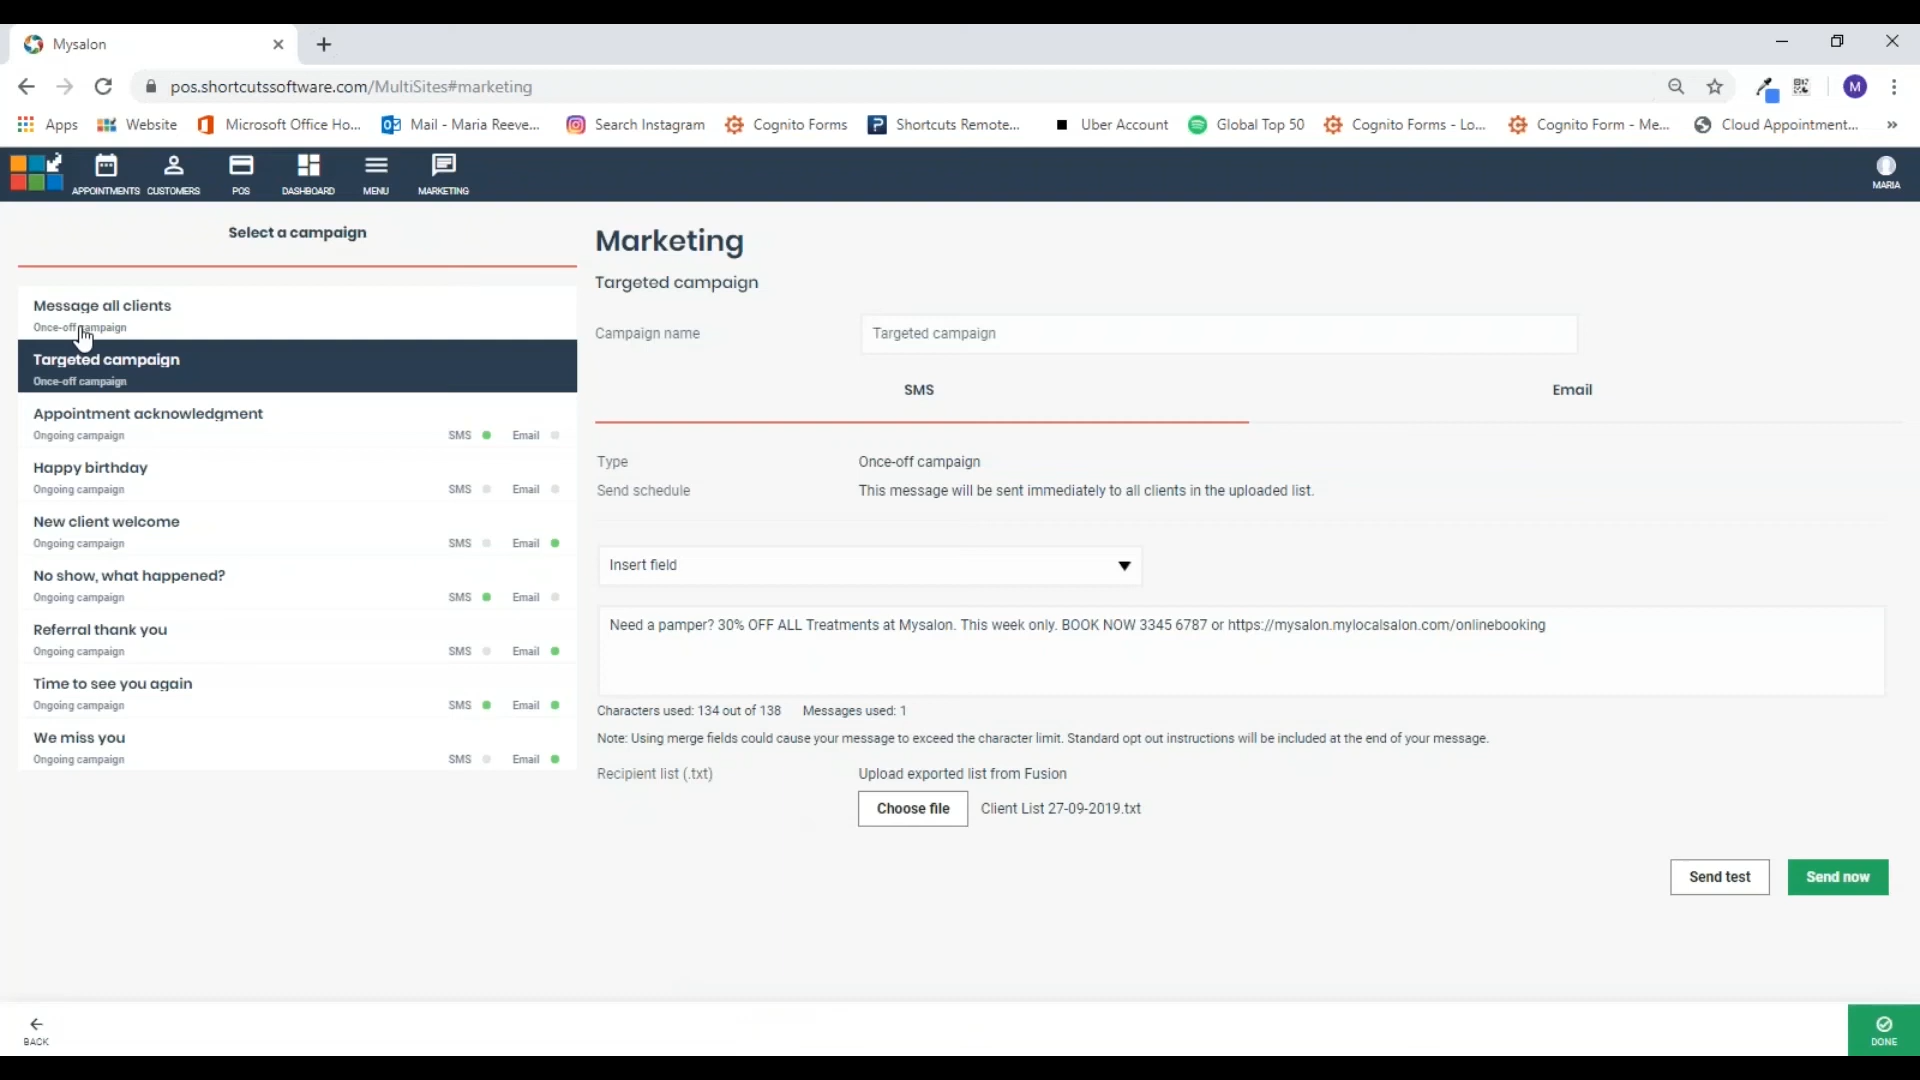 Mysalon
pos.shortcutssoftware.com/MultiSites#marketing
M
Apps Website Microsoft Office Ho... Mail - Maria Reeve... Search Instagram Cognito Forms Shortcuts Remote... Uber Account Global Top 50 Cognito Forms - Lo... Cognito Form - Me... Cloud Appointment... »
APPOINTMENTS CUSTOMERS POS DASHBOARD MENU MARKETING MARIA
Select a campaign
Message all clients
Once-off campaign
Targeted campaign
Once-off campaign
Appointment acknowledgment
Ongoing campaign SMS Email
Happy birthday
Ongoing campaign SMS Email
New client welcome
Ongoing campaign SMS Email
No show, what happened?
Ongoing campaign SMS Email
Referral thank you
Ongoing campaign SMS Email
Time to see you again
Ongoing campaign SMS Email
We miss you
Ongoing campaign SMS Email
Marketing
Targeted campaign
Campaign name Targeted campaign
SMS Email
Type Once-off campaign
Send schedule This message will be sent immediately to all clients in the uploaded list.
Insert field
Need a pamper? 30% OFF ALL Treatments at Mysalon. This week only. BOOK NOW 3345 6787 or https://mysalon.mylocalsalon.com/onlinebooking
Characters used: 134 out of 138 Messages used: 1
Note: Using merge fields could cause your message to exceed the character limit. Standard opt out instructions will be included at the end of your message.
Recipient list (.txt) Upload exported list from Fusion
Choose file Client List 27-09-2019.txt
Send test Send now
BACK DONE